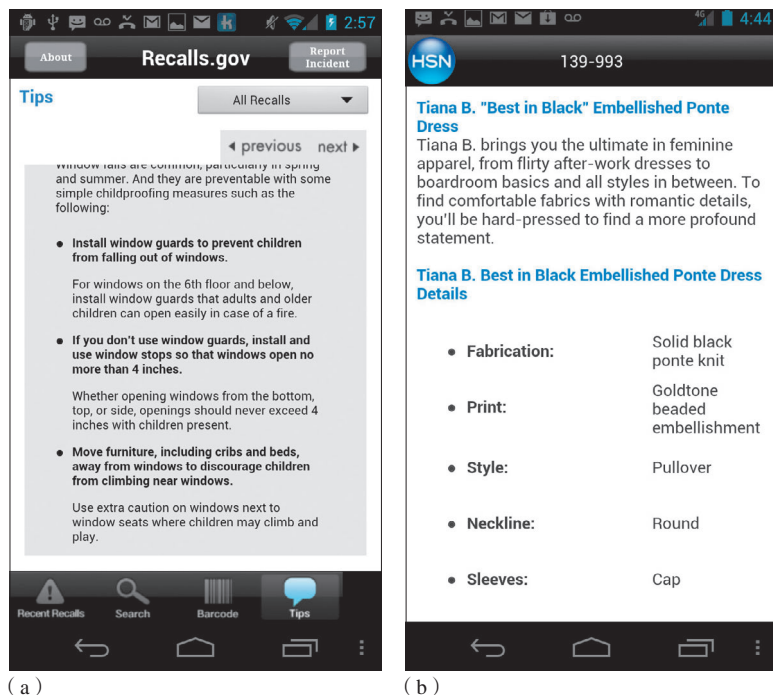 2:57
About
Recalls.gov
Report
Incident
Tips
All Recalls
previous next
Window falls are common, particularly in spring
and summer. And they are preventable with some
simple childproofing measures such as the
following:
• Install window guards to prevent children
from falling out of windows.
For windows on the 6th floor and below,
install window guards that adults and older
children can open easily in case of a fire.
• If you don't use window guards, install and
use window stops so that windows open no
more than 4 inches.
Whether opening windows from the bottom,
top, or side, openings should never exceed 4
inches with children present.
• Move furniture, including cribs and beds,
away from windows to discourage children
from climbing near windows.
Use extra caution on windows next to
window seats where children may climb and
play.
Recent Recalls Search Barcode Tips
(a)
4G 4:44
HSN
139-993
Tiana B. "Best in Black" Embellished Ponte
Dress
Tiana B. brings you the ultimate in feminine
apparel, from flirty after-work dresses to
boardroom basics and all styles in between. To
find comfortable fabrics with romantic details,
you'll be hard-pressed to find a more profound
statement.
Tiana B. Best in Black Embellished Ponte Dress
Details
• Fabrication: Solid black
ponte knit
• Print: Goldtone
beaded
embellishment
• Style: Pullover
• Neckline: Round
• Sleeves: Cap
(b)